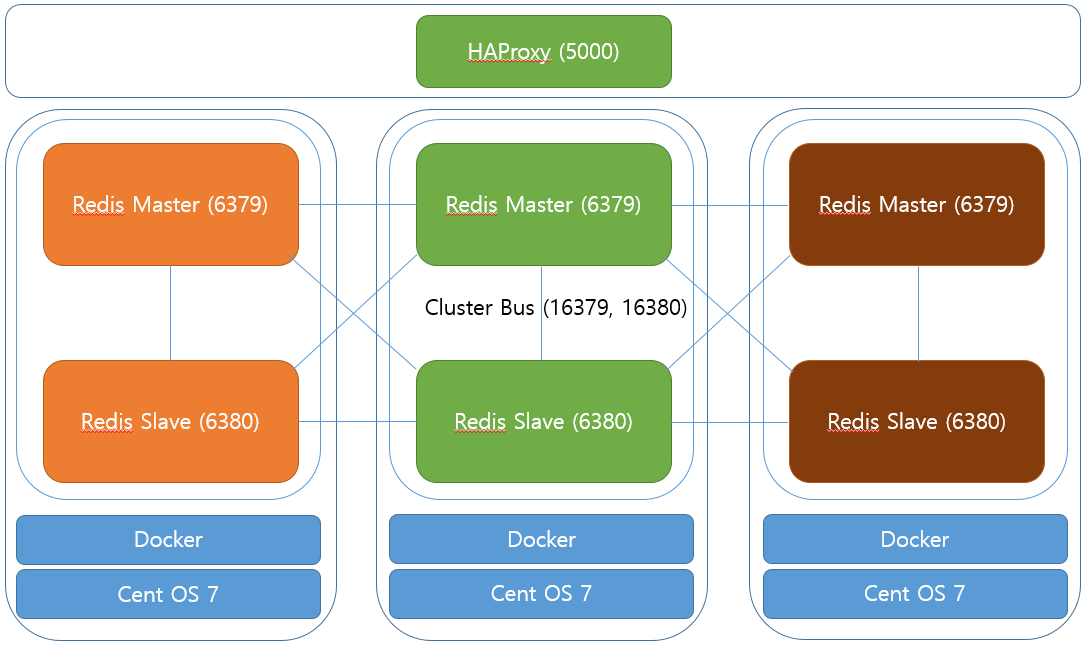 HAProxy (5000)
Redis Master (6379)
Redis Master (6379)
Redis Master (6379)
Cluster Bus (16379, 16380)
Redis Slave (6380)
Redis Slave (6380)
Redis Slave (6380)
Docker
Docker
Docker
Cent OS 7
Cent OS 7
Cent OS 7